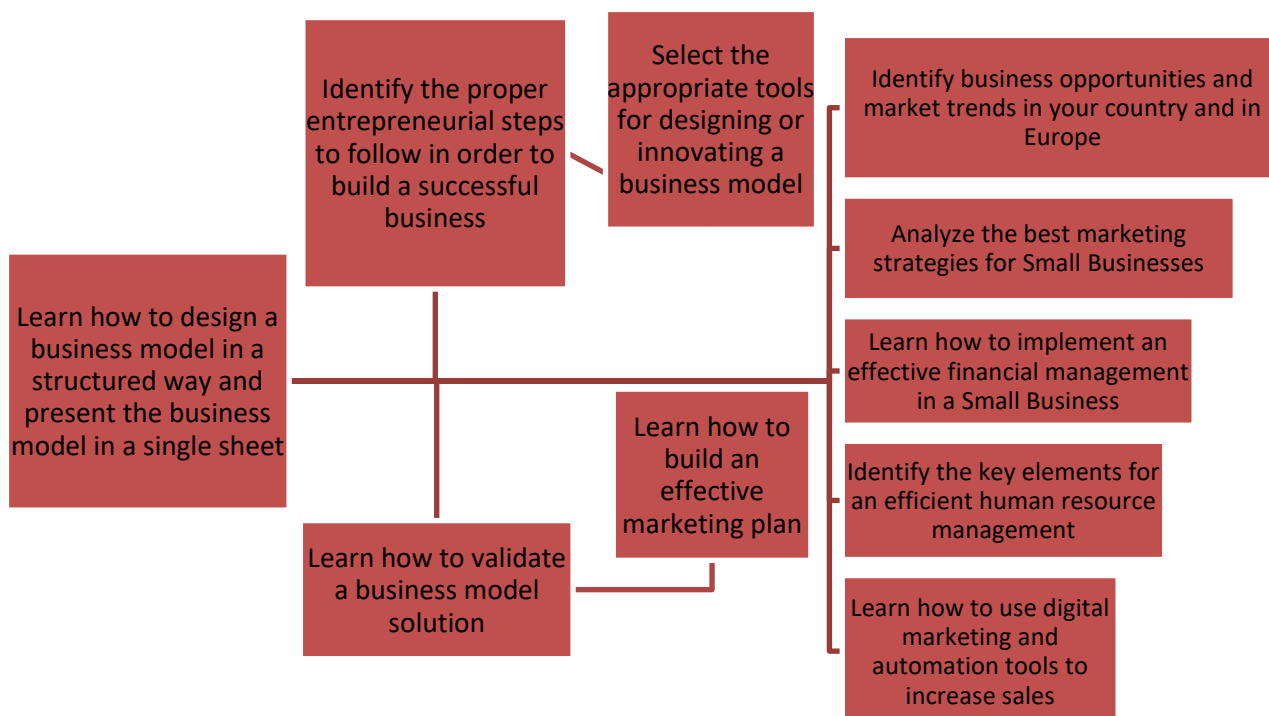 Learn how to design a
business model in a
structured way and
present the business
model in a single sheet
Identify the proper
entrepreneurial steps
to follow in order to
build a successful
business
Select the
appropriate tools
for designing or
innovating a
business model
Learn how to validate
a business model
solution
Learn how to
build an
effective
marketing plan
Identify business opportunities and
market trends in your country and in
Europe
Analyze the best marketing
strategies for Small Businesses
Learn how to implement an
effective financial management
in a Small Business
Identify the key elements for
an efficient human resource
management
Learn how to use digital
marketing and
automation tools to
increase sales